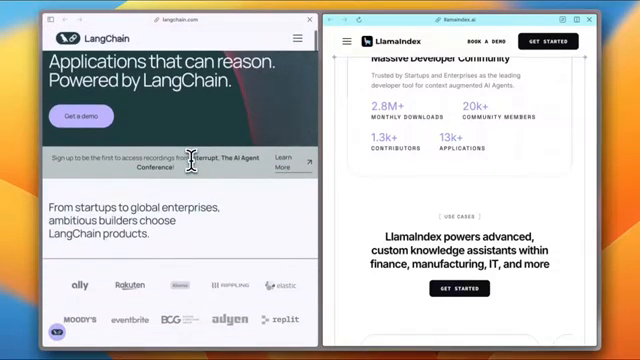 langchain.com
LangChain
Applications that can reason.
Powered by LangChain.
Get a demo
Sign up to be the first to access recordings from Interrupt, The AI Agent
Conference!
Learn
More
From startups to global enterprises,
ambitious builders choose
LangChain products.
ally
Rakuten
Klarna
RIPPLING
elastic
MOODY'S
eventbrite
BCG
adyen
replit
llamaindex.ai
LlamaIndex
BOOK A DEMO
GET STARTED
Massive Developer Community
Trusted by Startups and Enterprises as the leading
developer tool for context augmented AI Agents.
2.8M+
MONTHLY DOWNLOADS
20k+
COMMUNITY MEMBERS
1.3k+
CONTRIBUTORS
13k+
APPLICATIONS
[ USE CASES ]
LlamaIndex powers advanced,
custom knowledge assistants within
finance, manufacturing, IT, and more
GET STARTED